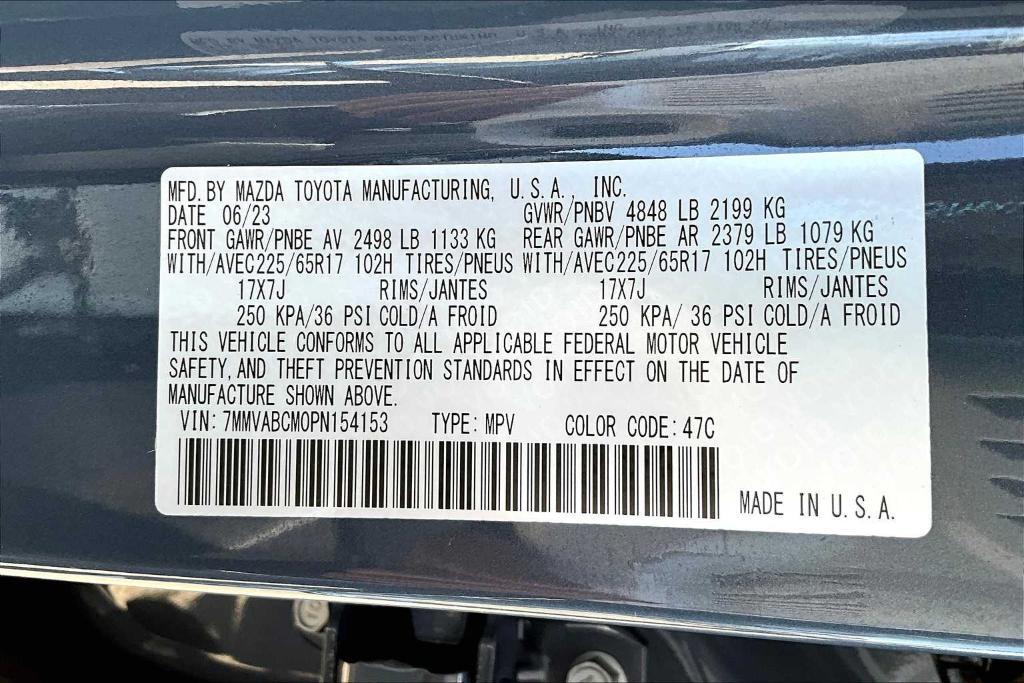 MFD. BY MAZDA TOYOTA MANUFACTURING, U.S.A., INC.
DATE 06/23 GVWR/PNBV 4848 LB 2199 KG
FRONT GAWR/PNBE AV 2498 LB 1133 KG REAR GAWR/PNBE AR 2379 LB 1079 KG
WITH/AVEC225/65R17 102H TIRES/PNEUS WITH/AVEC225/65R17 102H TIRES/PNEUS
17X7J RIMS/JANTES 17X7J RIMS/JANTES
250 KPA/36 PSI COLD/A FROID 250 KPA/ 36 PSI COLD/A FROID
THIS VEHICLE CONFORMS TO ALL APPLICABLE FEDERAL MOTOR VEHICLE
SAFETY, AND THEFT PREVENTION STANDARDS IN EFFECT ON THE DATE OF
MANUFACTURE SHOWN ABOVE.
VIN: 7MMVABCM0PN154153 TYPE: MPV COLOR CODE: 47C
MADE IN U.S.A.